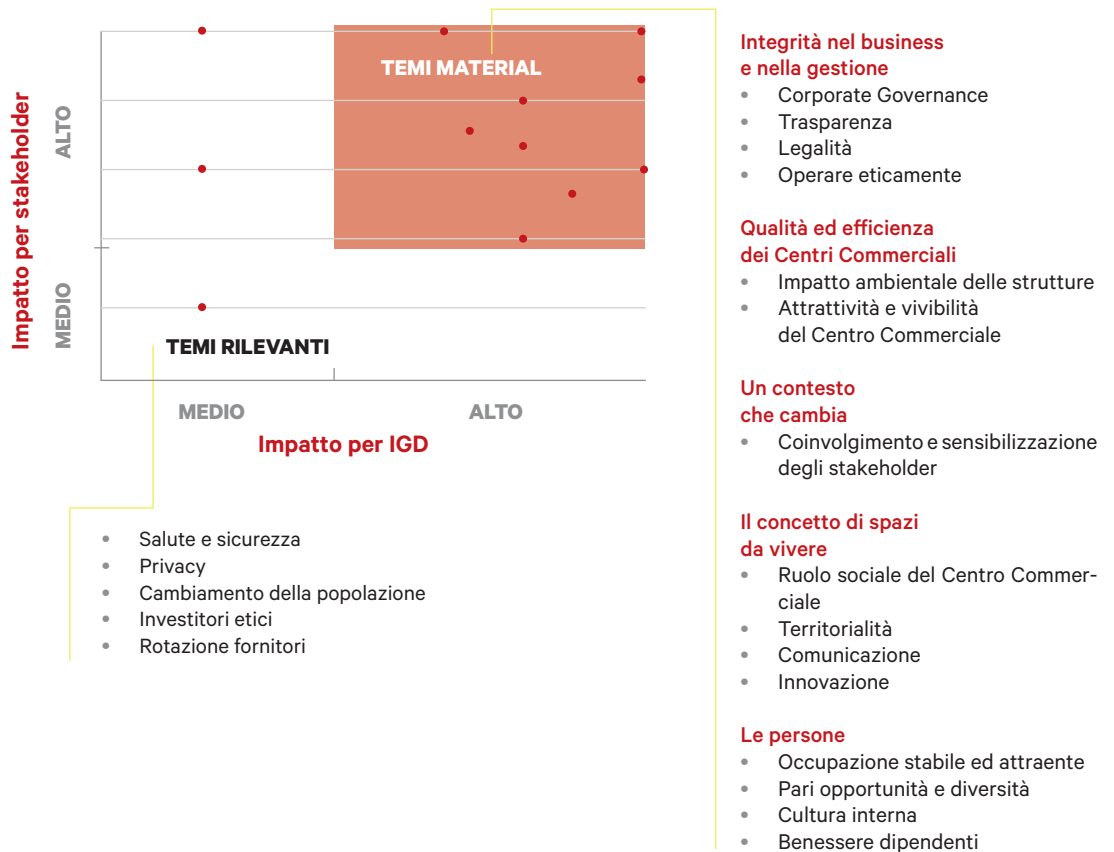 Impatto per stakeholder
ALTO
MEDIO
TEMI MATERIAL
TEMI RILEVANTI
MEDIO
ALTO
Impatto per IGD
• Salute e sicurezza
• Privacy
• Cambiamento della popolazione
• Investitori etici
• Rotazione fornitori
Integrità nel business
e nella gestione
• Corporate Governance
• Trasparenza
• Legalità
• Operare eticamente
Qualità ed efficienza
dei Centri Commerciali
• Impatto ambientale delle strutture
• Attrattività e vivibilità
del Centro Commerciale
Un contesto
che cambia
• Coinvolgimento e sensibilizzazione
degli stakeholder
Il concetto di spazi
da vivere
• Ruolo sociale del Centro Commer-
ciale
• Territorialità
• Comunicazione
• Innovazione
Le persone
• Occupazione stabile ed attraente
• Pari opportunità e diversità
• Cultura interna
• Benessere dipendenti